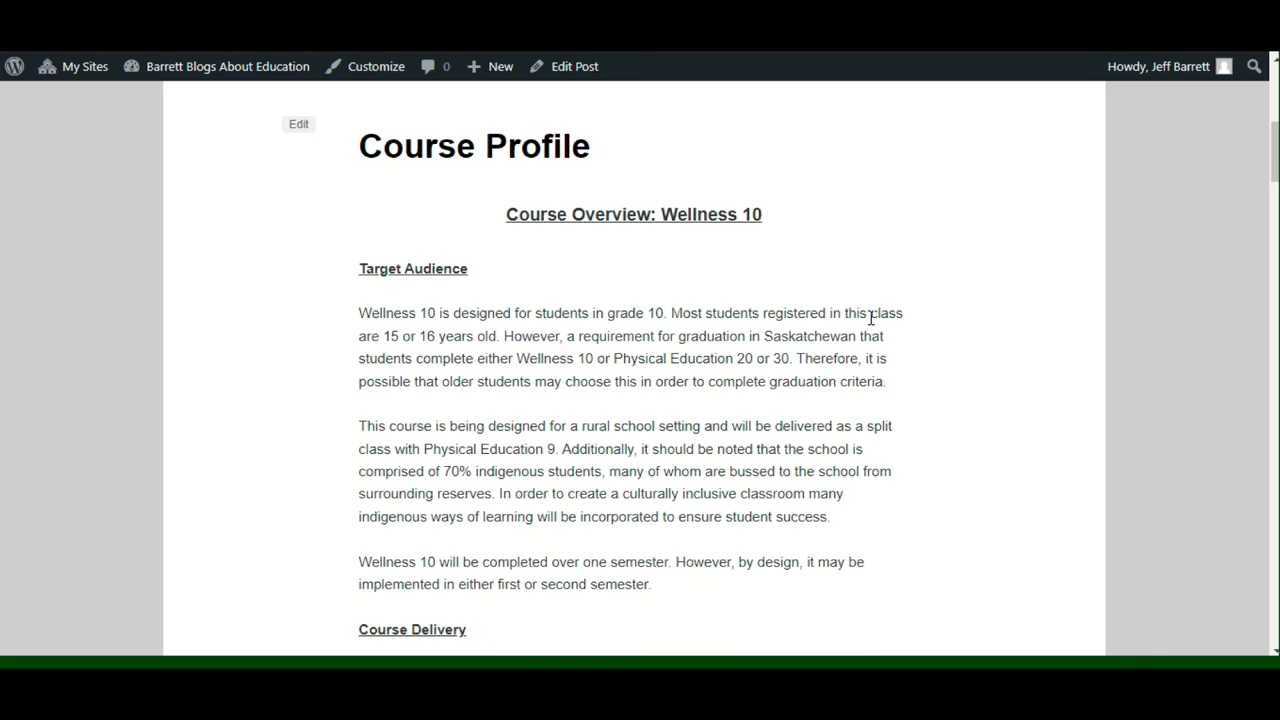 My Sites Barrett Blogs About Education Customize 0 New Edit Post Howdy, Jeff Barrett
Edit
Course Profile
Course Overview: Wellness 10
Target Audience
Wellness 10 is designed for students in grade 10. Most students registered in this class
are 15 or 16 years old. However, a requirement for graduation in Saskatchewan that
students complete either Wellness 10 or Physical Education 20 or 30. Therefore, it is
possible that older students may choose this in order to complete graduation criteria.
This course is being designed for a rural school setting and will be delivered as a split
class with Physical Education 9. Additionally, it should be noted that the school is
comprised of 70% indigenous students, many of whom are bussed to the school from
surrounding reserves. In order to create a culturally inclusive classroom many
indigenous ways of learning will be incorporated to ensure student success.
Wellness 10 will be completed over one semester. However, by design, it may be
implemented in either first or second semester.
Course Delivery